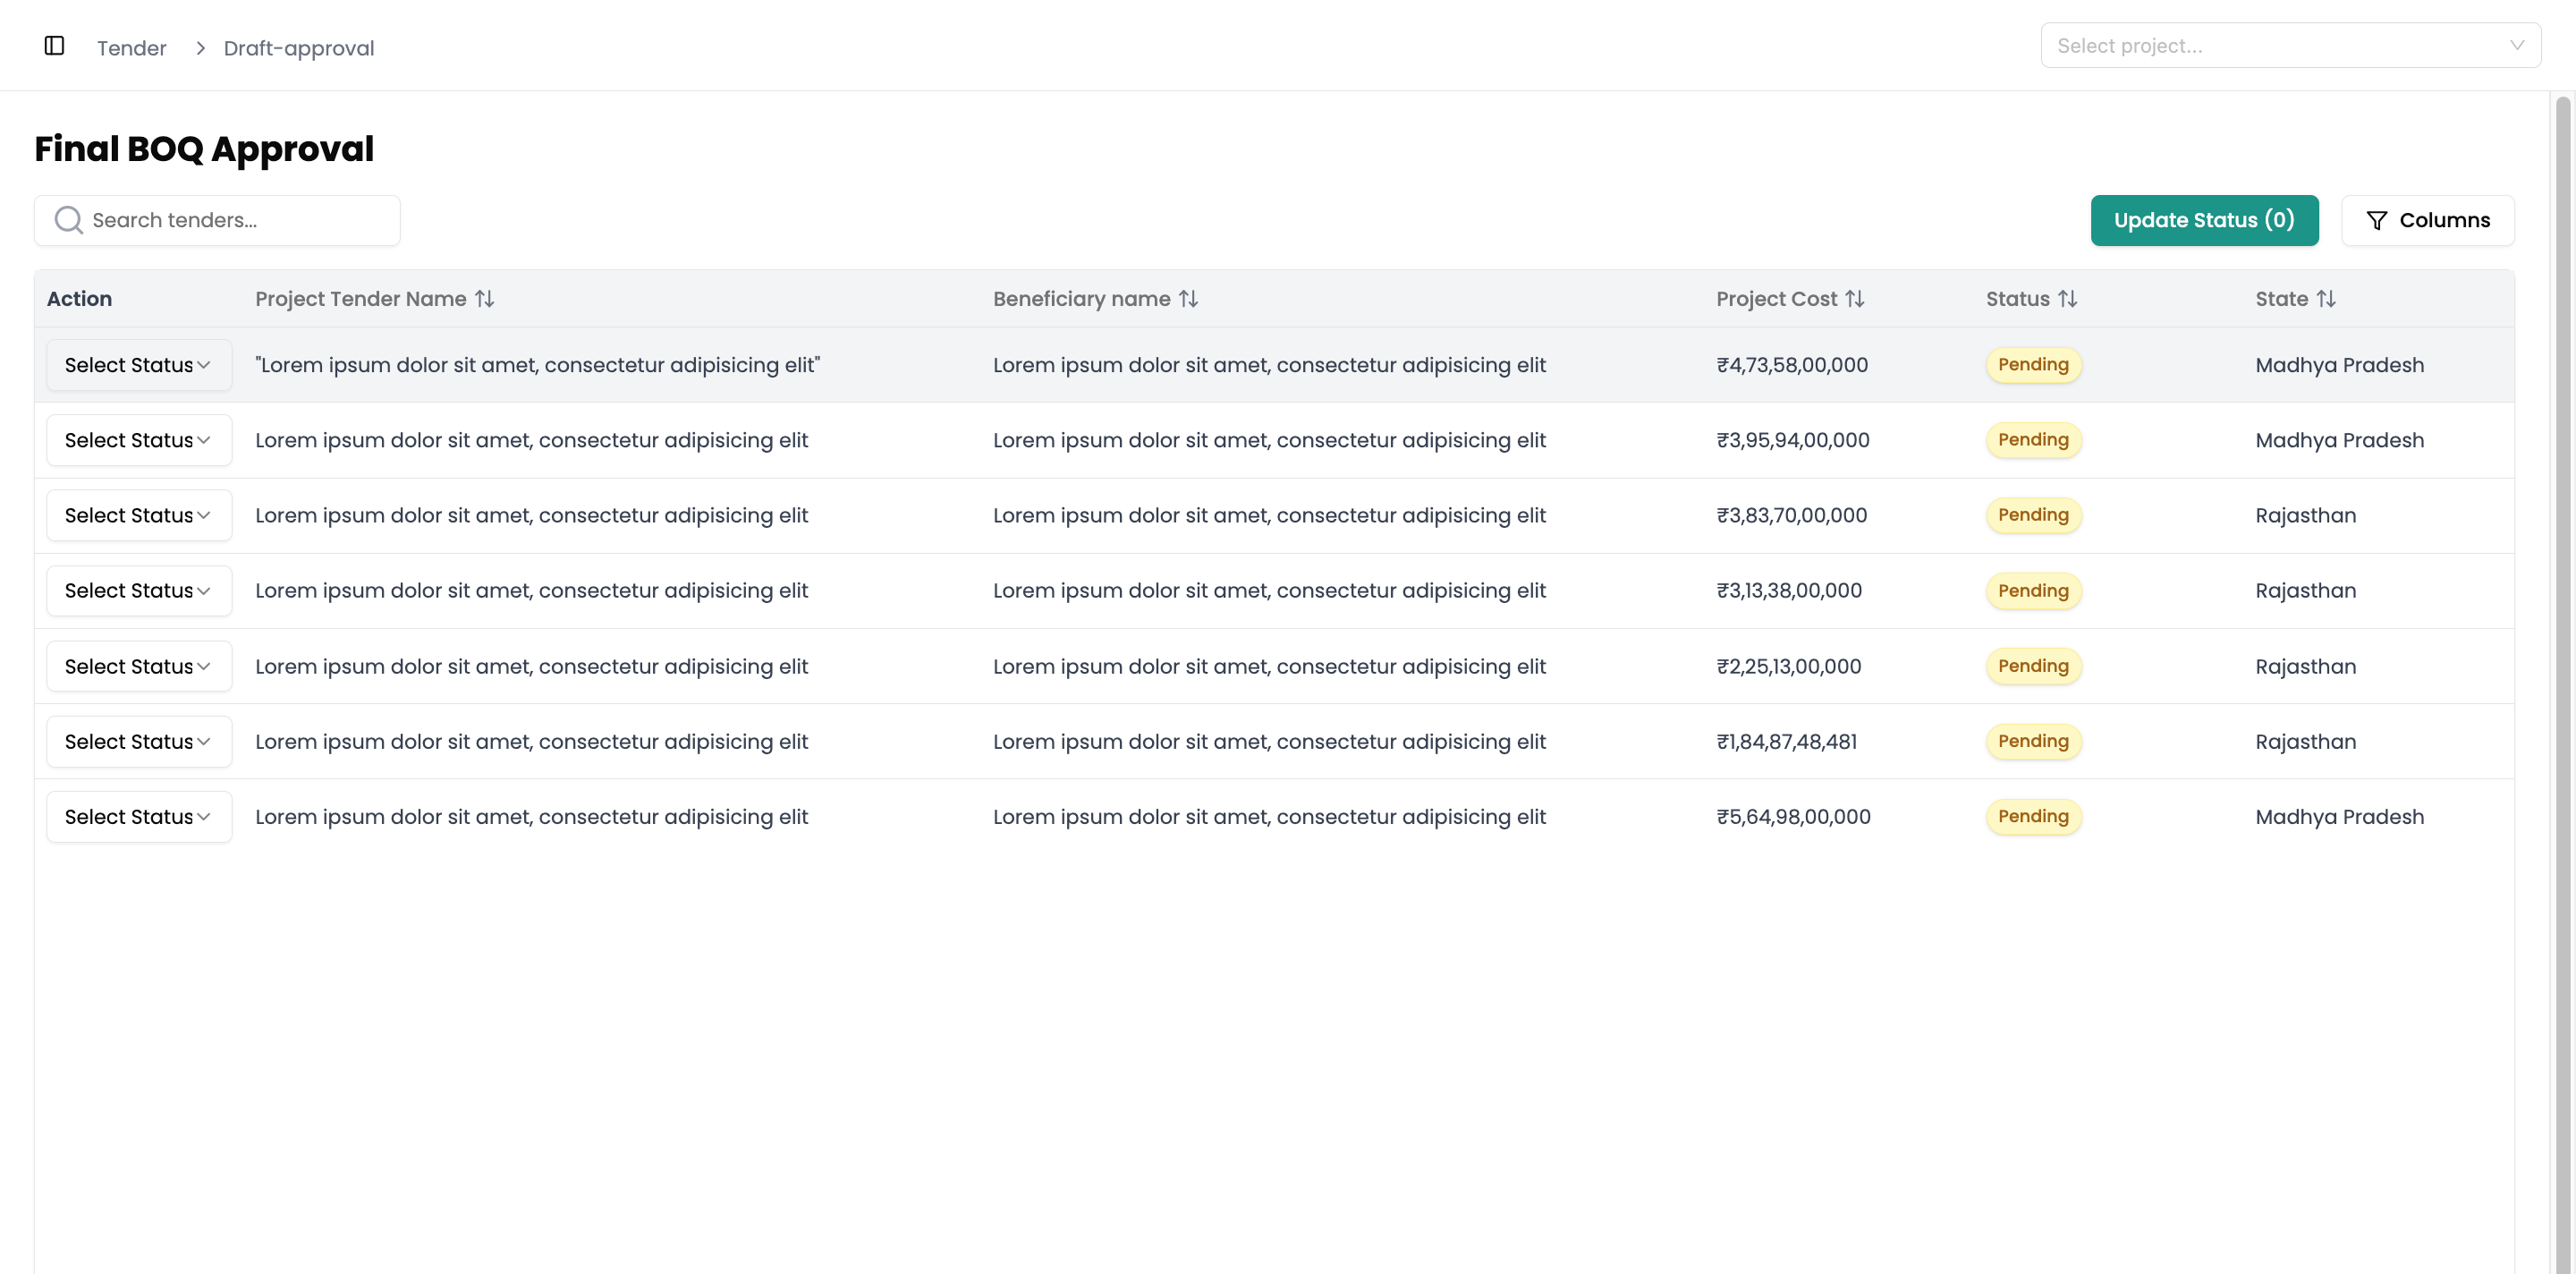 Tender > Draft-approval
Select project...
Final BOQ Approval
Search tenders...
Update Status (0)
Columns
Action Project Tender Name Beneficiary name Project Cost Status State
Select Status "Lorem ipsum dolor sit amet, consectetur adipisicing elit" Lorem ipsum dolor sit amet, consectetur adipisicing elit ₹4,73,58,00,000 Pending Madhya Pradesh
Select Status Lorem ipsum dolor sit amet, consectetur adipisicing elit Lorem ipsum dolor sit amet, consectetur adipisicing elit ₹3,95,94,00,000 Pending Madhya Pradesh
Select Status Lorem ipsum dolor sit amet, consectetur adipisicing elit Lorem ipsum dolor sit amet, consectetur adipisicing elit ₹3,83,70,00,000 Pending Rajasthan
Select Status Lorem ipsum dolor sit amet, consectetur adipisicing elit Lorem ipsum dolor sit amet, consectetur adipisicing elit ₹3,13,38,00,000 Pending Rajasthan
Select Status Lorem ipsum dolor sit amet, consectetur adipisicing elit Lorem ipsum dolor sit amet, consectetur adipisicing elit ₹2,25,13,00,000 Pending Rajasthan
Select Status Lorem ipsum dolor sit amet, consectetur adipisicing elit Lorem ipsum dolor sit amet, consectetur adipisicing elit ₹1,84,87,48,481 Pending Rajasthan
Select Status Lorem ipsum dolor sit amet, consectetur adipisicing elit Lorem ipsum dolor sit amet, consectetur adipisicing elit ₹5,64,98,00,000 Pending Madhya Pradesh